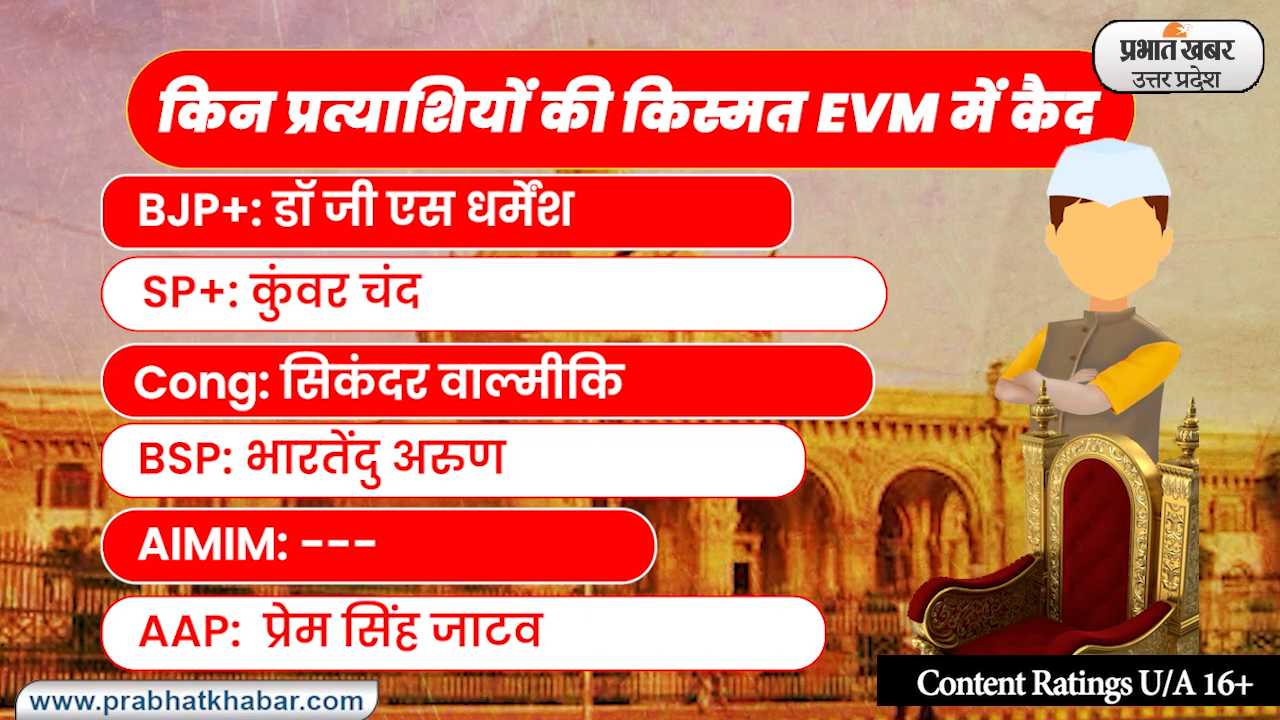 प्रभात खबर
उत्तर प्रदेश
किन प्रत्याशियों की किस्मत EVM में कैद
BJP+: डॉ जी एस धर्मेंश
SP+: कुंवर चंद
Cong: सिकंदर वाल्मीकि
BSP: भारतेंदु अरुण
AIMIM: ---
AAP: प्रेम सिंह जाटव
www.prabhatkhabar.com
Content Ratings U/A 16+